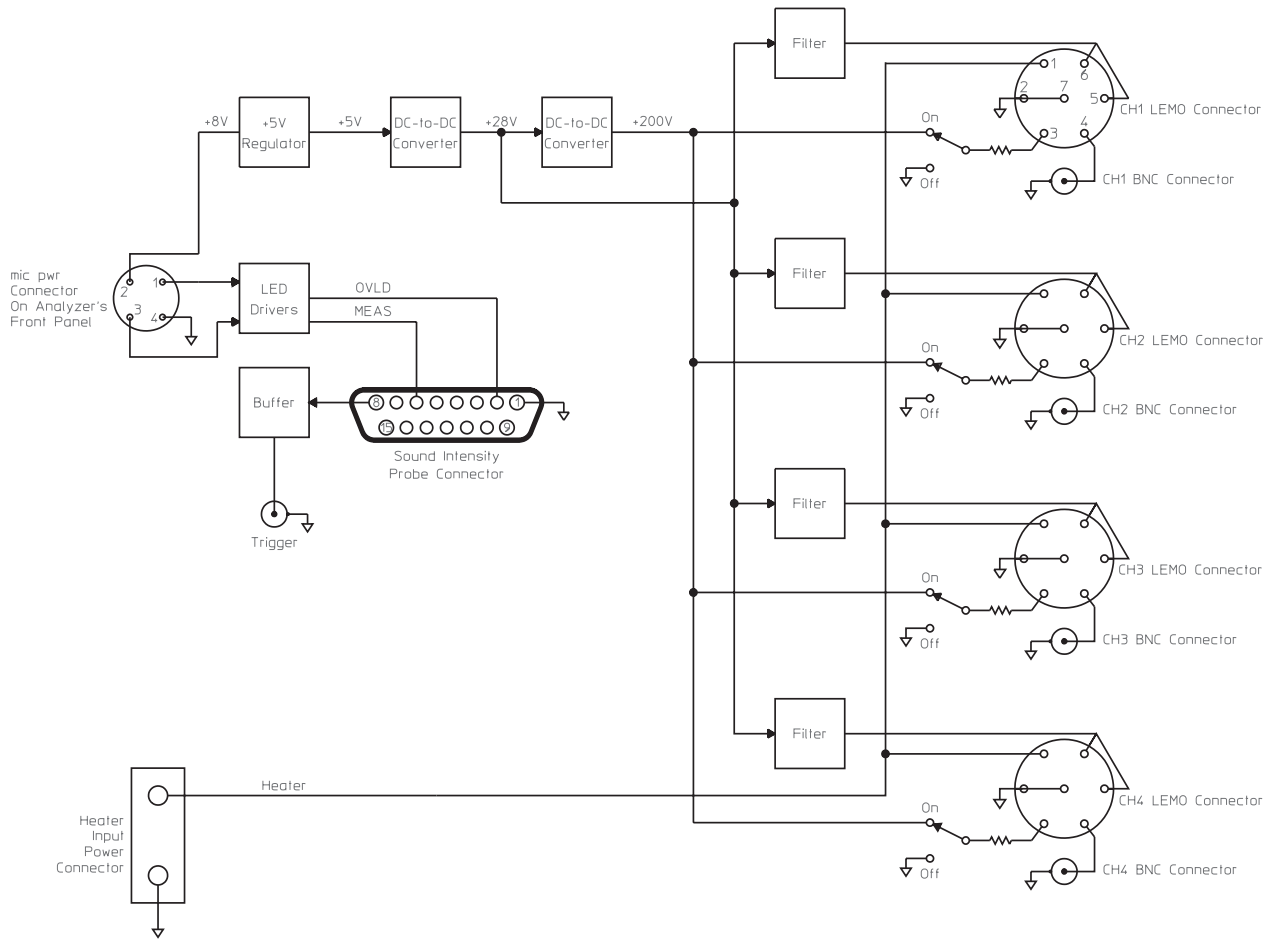 Filter
1
6
2
7
5
CH1 LEMO Connector
3
4
+8V
+5V
Regulator
+5V
DC-to-DC
Converter
+28V
DC-to-DC
Converter
+200V
On
Off
CH1 BNC Connector
mic pwr
Connector
On Analyzer's
Front Panel
2
1
3
4
LED
Drivers
OVLD
MEAS
Filter
CH2 LEMO Connector
On
Off
CH2 BNC Connector
Buffer
8
1
15
9
Sound Intensity
Probe Connector
Trigger
Filter
CH3 LEMO Connector
On
Off
CH3 BNC Connector
Filter
CH4 LEMO Connector
On
Off
CH4 BNC Connector
Heater
Heater
Input
Power
Connector